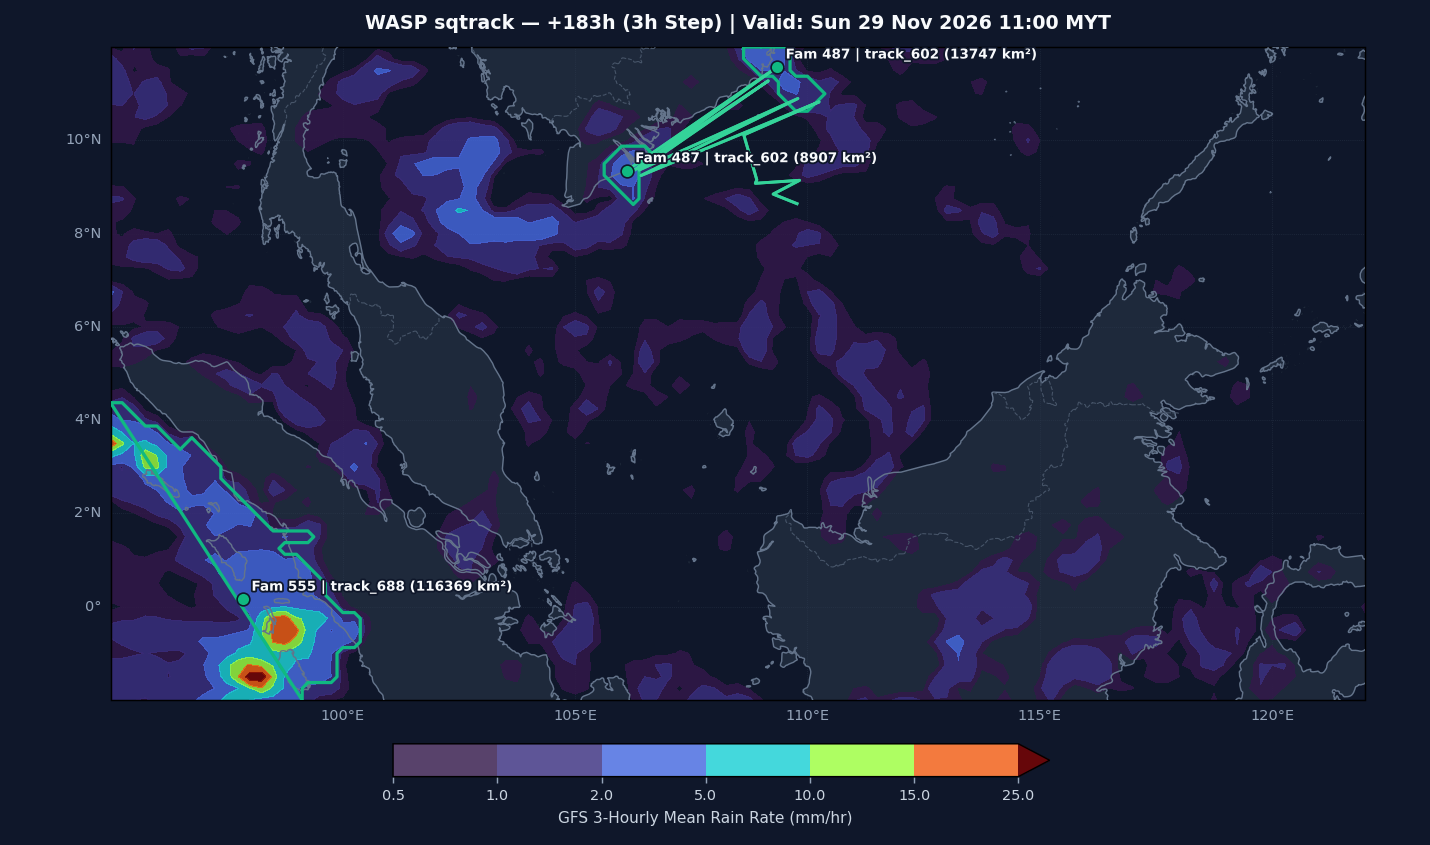 WASP sqtrack — +183h (3h Step) | Valid: Sun 29 Nov 2026 11:00 MYT
Fam 487 | track_602 (13747 km²)
10°N
Fam 487 | track_602 (8907 km²)
8°N
6°N
4°N
2°N
Fam 555 | track_688 (116369 km²)
0°
100°E
105°E
110°E
115°E
120°E
0.5
1.0
2.0
5.0
10.0
15.0
25.0
GFS 3-Hourly Mean Rain Rate (mm/hr)